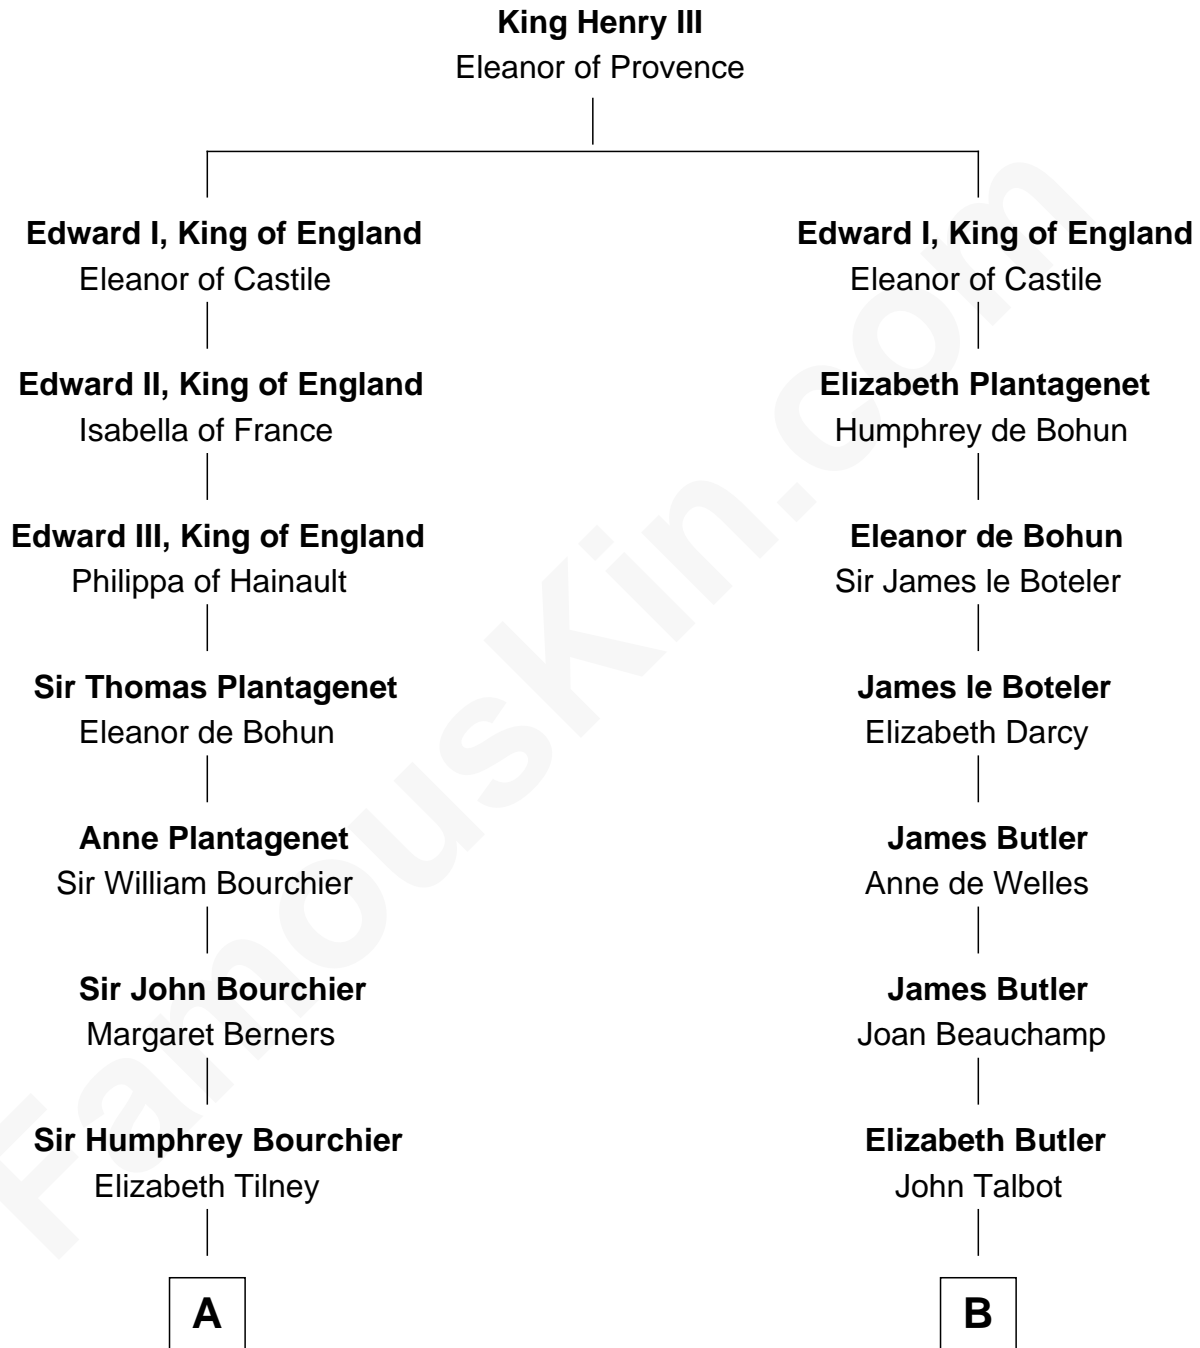 King Henry III
Eleanor of Provence
Edward I, King of England
Eleanor of Castile
Edward II, King of England
Isabella of France
Edward III, King of England
Philippa of Hainault
Sir Thomas Plantagenet
Eleanor de Bohun
Anne Plantagenet
Sir William Bourchier
Sir John Bourchier
Margaret Berners
Sir Humphrey Bourchier
Elizabeth Tilney
A
Edward I, King of England
Eleanor of Castile
Elizabeth Plantagenet
Humphrey de Bohun
Eleanor de Bohun
Sir James le Boteler
James le Boteler
Elizabeth Darcy
James Butler
Anne de Welles
James Butler
Joan Beauchamp
Elizabeth Butler
John Talbot
B
FamousKin.com